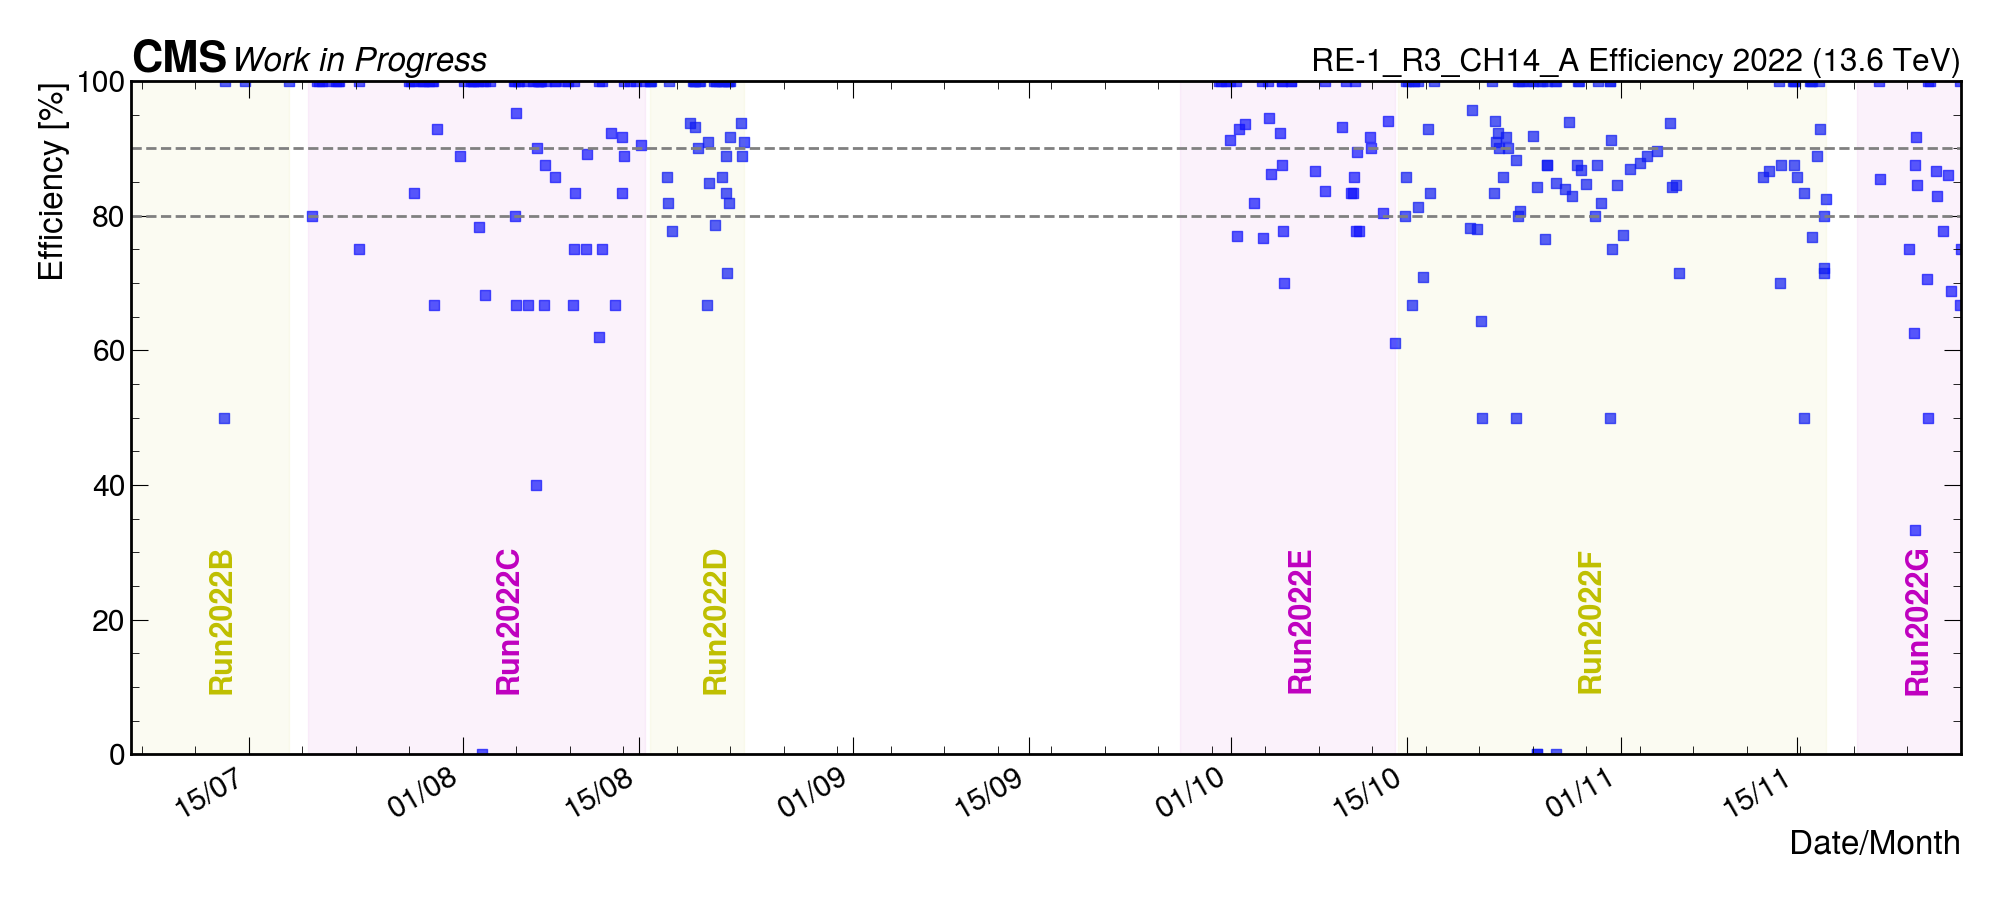 CMS Work in Progress
RE-1_R3_CH14_A Efficiency 2022 (13.6 TeV)
Efficiency [%]
100
80
60
40
20
0
Run2022B
Run2022C
Run2022D
Run2022E
Run2022F
Run2022G
15/07
01/08
15/08
01/09
15/09
01/10
15/10
01/11
15/11
Date/Month